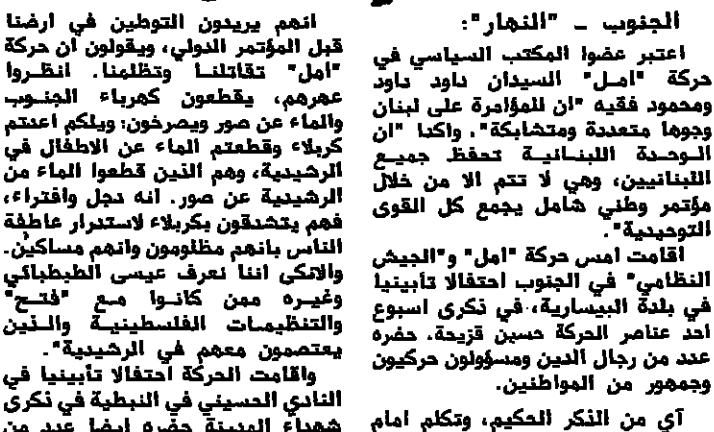 الجنوب – "النهار":
اعتبر عضوا المكتب السياسي في
حركة "امل" السيدان داود داود
ومحمود فقيه "ان للمؤامرة على لبنان
وجوها متعددة ومتشابكة". واكدا "ان
الوحدة اللبنانية تحفظ جميع
اللبنانيين، وهي لا تتم الا من خلال
مؤتمر وطني شامل يجمع كل القوى
التوحيدية".
اقامت امس حركة "امل" و"الجيش
النظامي" في الجنوب احتفالا تأبينيا
في بلدة البيسارية، في ذكرى اسبوع
احد عناصر الحركة حسين قزيحة. حضره
عدد من رجال الدين ومسؤولون حركيون
وجمهور من المواطنين.
آي من الذكر الحكيم، وتكلم امام
انهم يريدون التوطين في ارضنا
قبل المؤتمر الدولي، ويقولون ان حركة
"امل" تقاتلنا وتظلمنا. انظروا
عهرهم، يقطعون كهرباء الجنوب
والماء عن صور ويصرخون: ويلكم اعدتم
كربلاء وقطعتم الماء عن الاطفال في
الرشيدية، وهم الذين قطعوا الماء من
الرشيدية عن صور. انه دجل وافتراء،
فهم يتشدقون بكربلاء لاستدرار عاطفة
الناس بانهم مظلومون وانهم مساكين.
والانكى اننا نعرف عيسى الطبطبائي
وغيره ممن كانوا مع "فتح"
والتنظيمات الفلسطينية والذين
يعتصمون معهم في الرشيدية".
واقامت الحركة احتفالا تأبينيا في
النادي الحسيني في النبطية في ذكرى
شهداء المدينة حضره ايضا عدد من